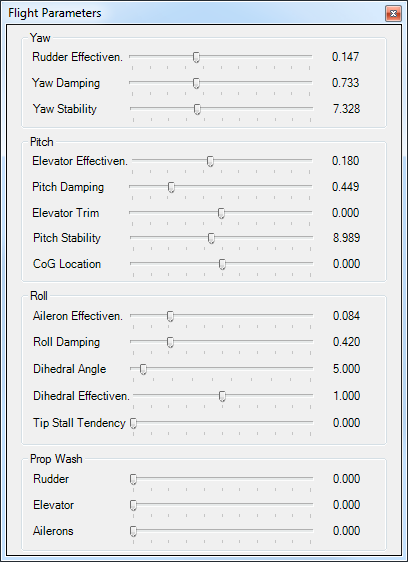 Flight Parameters
Yaw
Rudder Effectiven. 0.147
Yaw Damping 0.733
Yaw Stability 7.328
Pitch
Elevator Effectiven. 0.180
Pitch Damping 0.449
Elevator Trim 0.000
Pitch Stability 8.989
CoG Location 0.000
Roll
Aileron Effectiven. 0.084
Roll Damping 0.420
Dihedral Angle 5.000
Dihedral Effectiven. 1.000
Tip Stall Tendency 0.000
Prop Wash
Rudder 0.000
Elevator 0.000
Ailerons 0.000